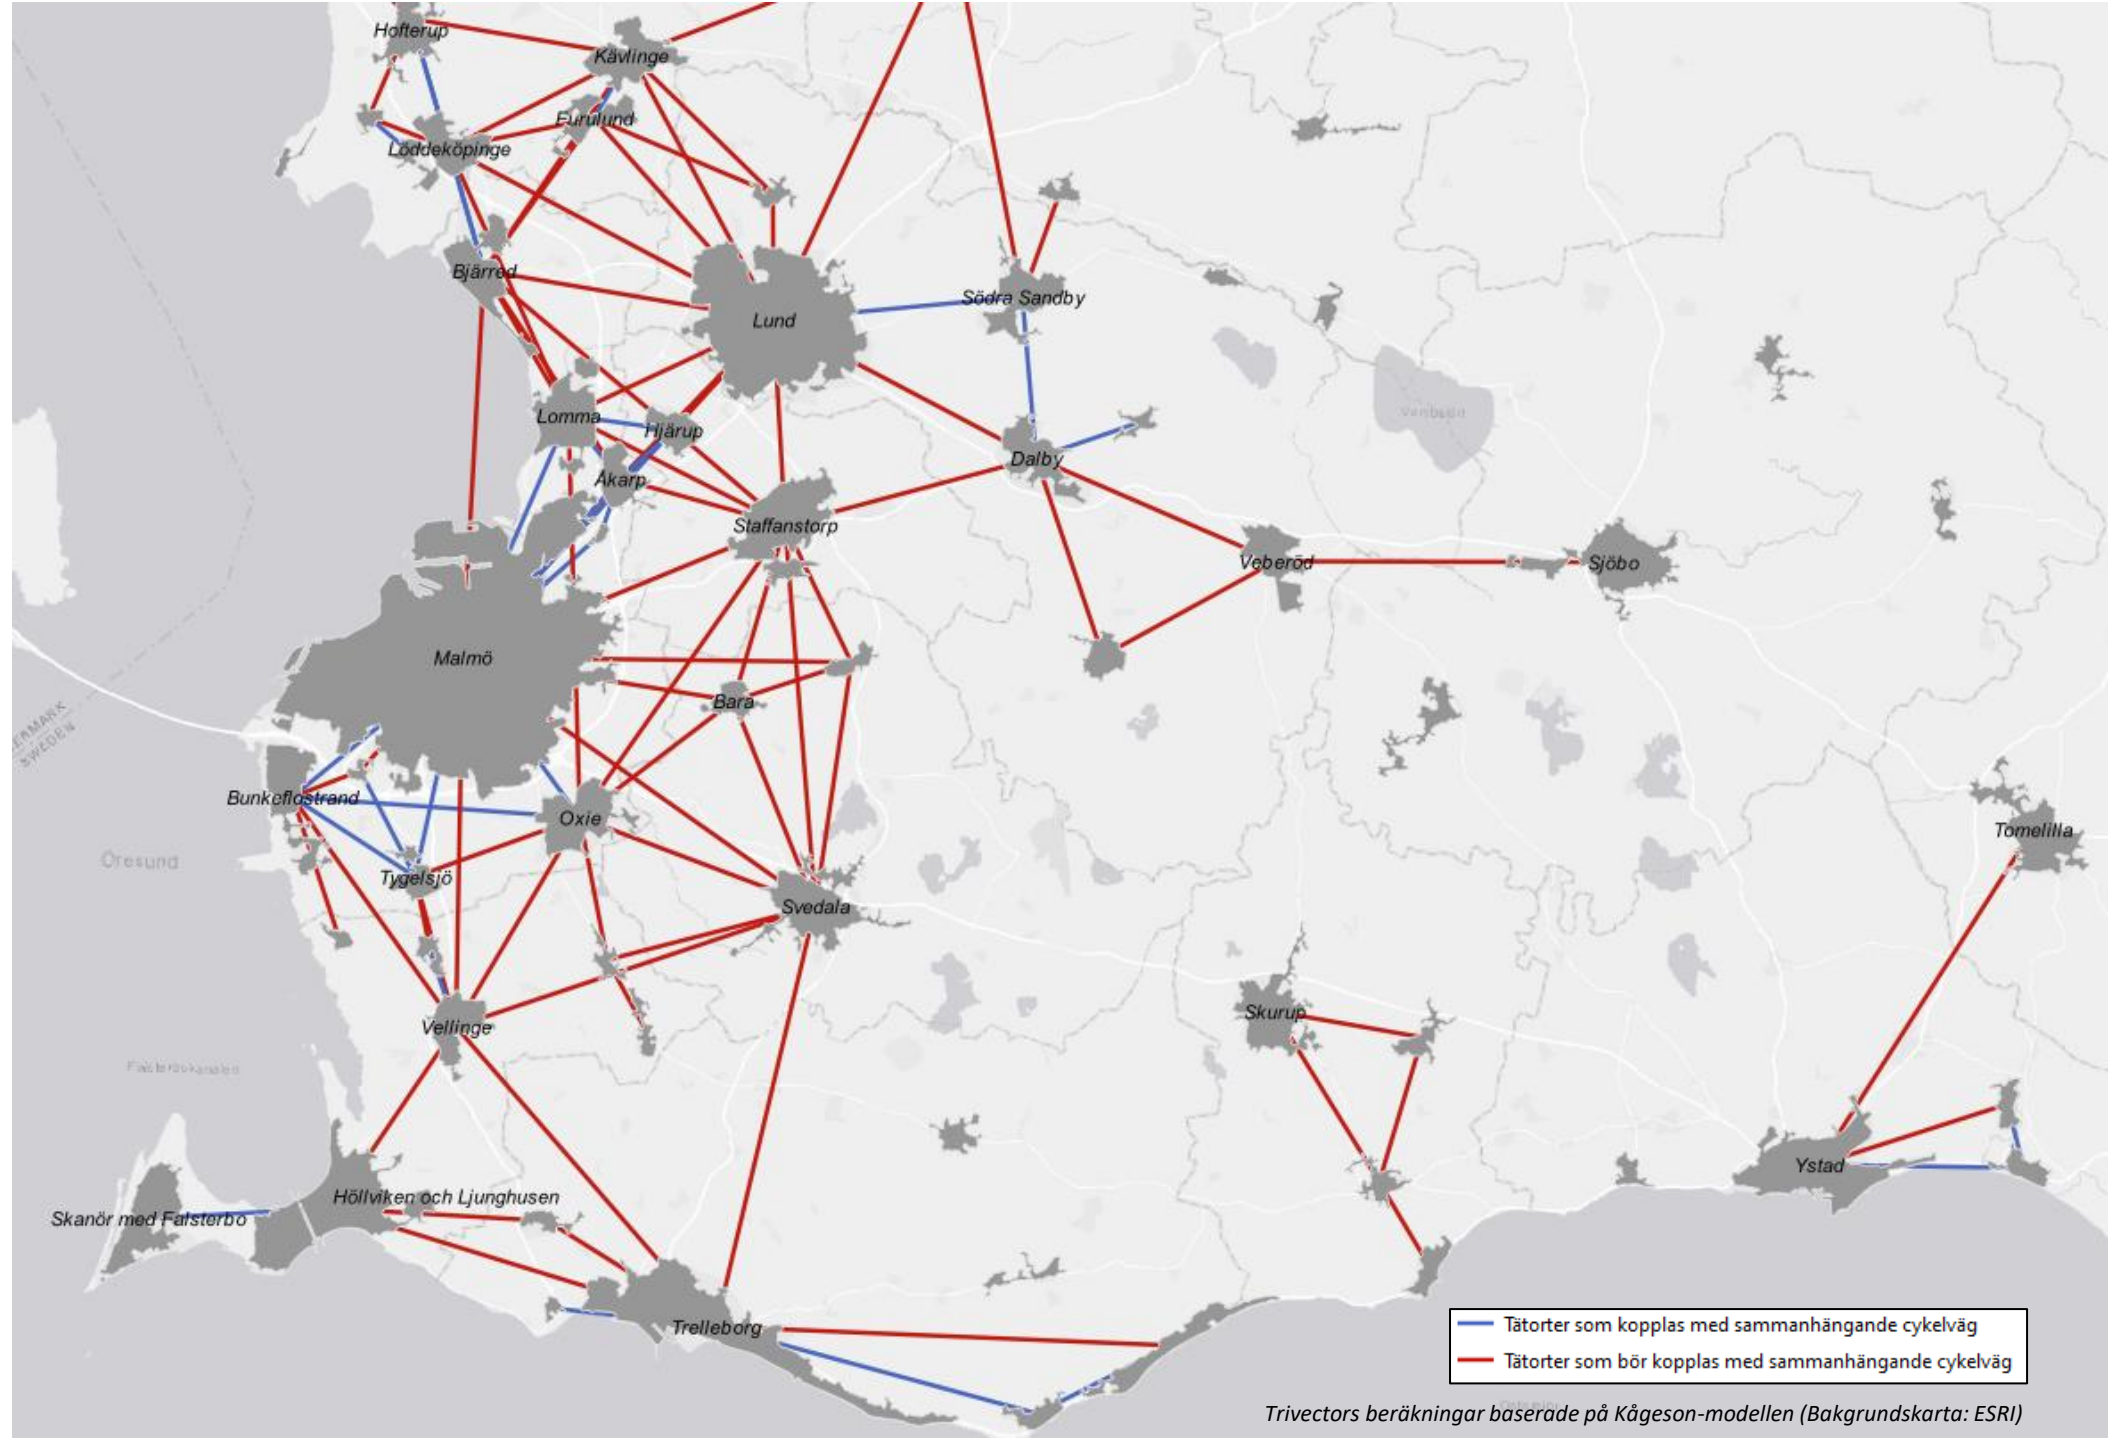 Hofterup
Kävlinge
Furulund
Löddeköpinge
Bjärred
Lund
Södra Sandby
Lomma
Hjärup
Åkarp
Dalby
Staffanstorp
Veberöd
Sjöbo
Malmö
Bara
SWEDEN
Bunkeflostrand
Oxie
Tomelilla
Öresund
Tygelsjö
Svedala
Skurup
Vellinge
Falsterbokanalen
Ystad
Höllviken och Ljunghusen
Skanör med Falsterbo
Trelleborg
Tätorter som kopplas med sammanhängande cykelväg
Tätorter som bör kopplas med sammanhängande cykelväg
Trivectors beräkningar baserade på Kågeson-modellen (Bakgrundskarta: ESRI)